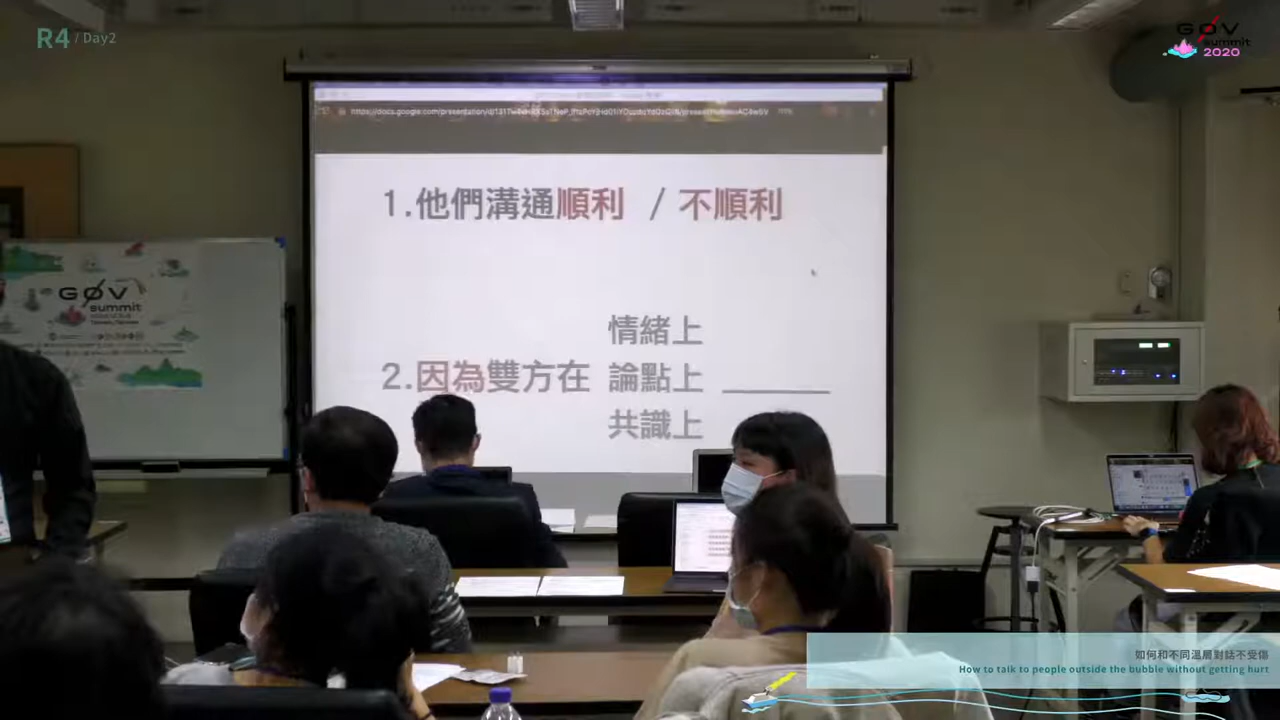 R4 / Day2
GØV
summit
2020
1.他們溝通順利 / 不順利
情緒上
2.因為雙方在 論點上 ______
共識上
GØV
summit
如何和不同溫層對話不受傷
How to talk to people outside the bubble without getting hurt